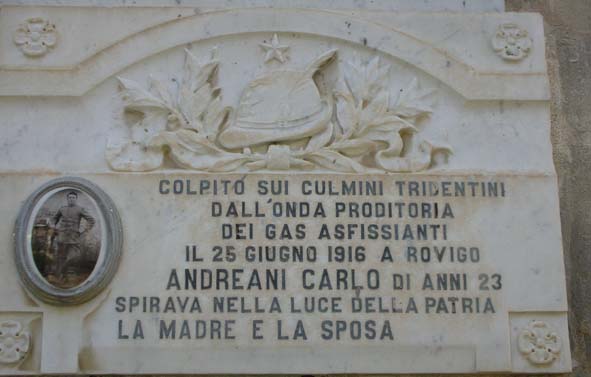 COLPITO SUI CULMINI TRIDENTINI
DALL'ONDA PRODITORIA
DEI GAS ASFISSIANTI
IL 25 GIUGNO 1916 A ROVIGO
ANDREANI CARLO DI ANNI 23
SPIRAVA NELLA LUCE DELLA PATRIA
LA MADRE E LA SPOSA